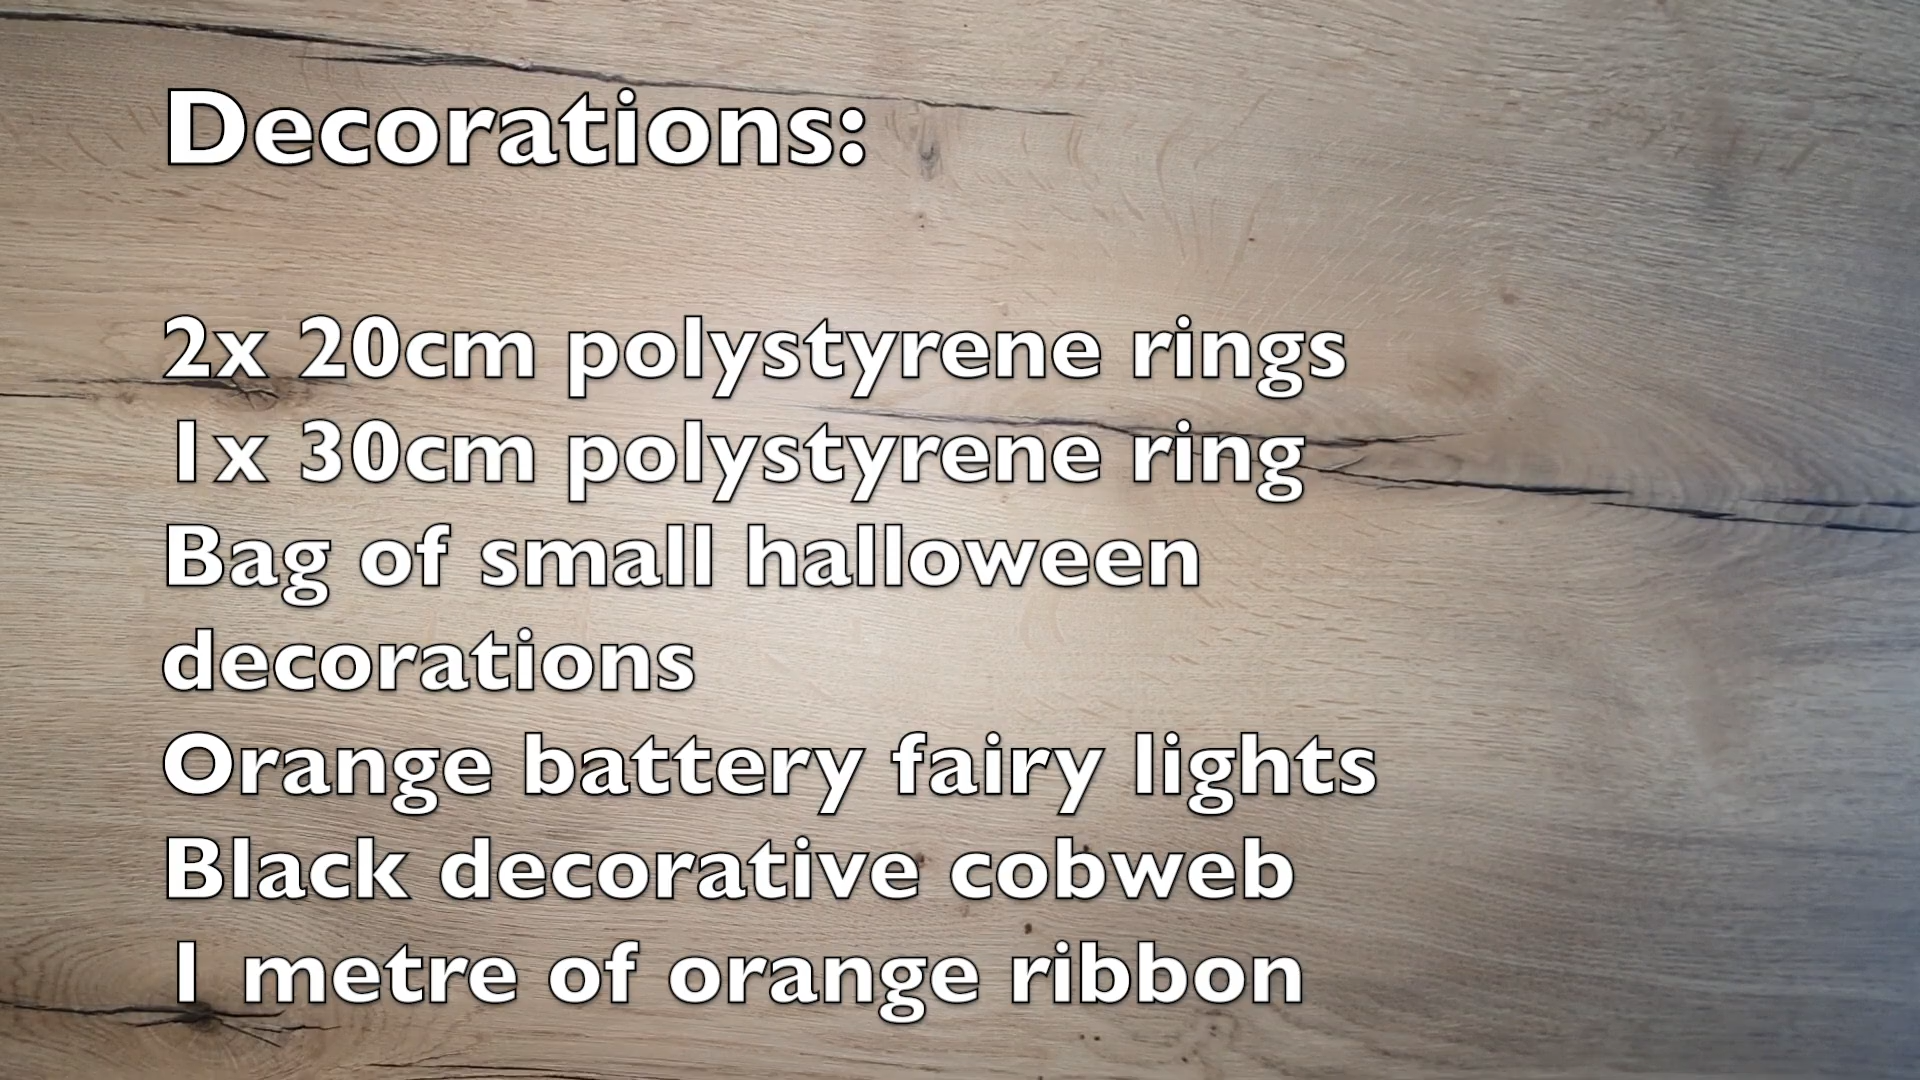 Decorations:
2x 20cm polystyrene rings
1x 30cm polystyrene ring
Bag of small halloween
decorations
Orange battery fairy lights
Black decorative cobweb
1 metre of orange ribbon